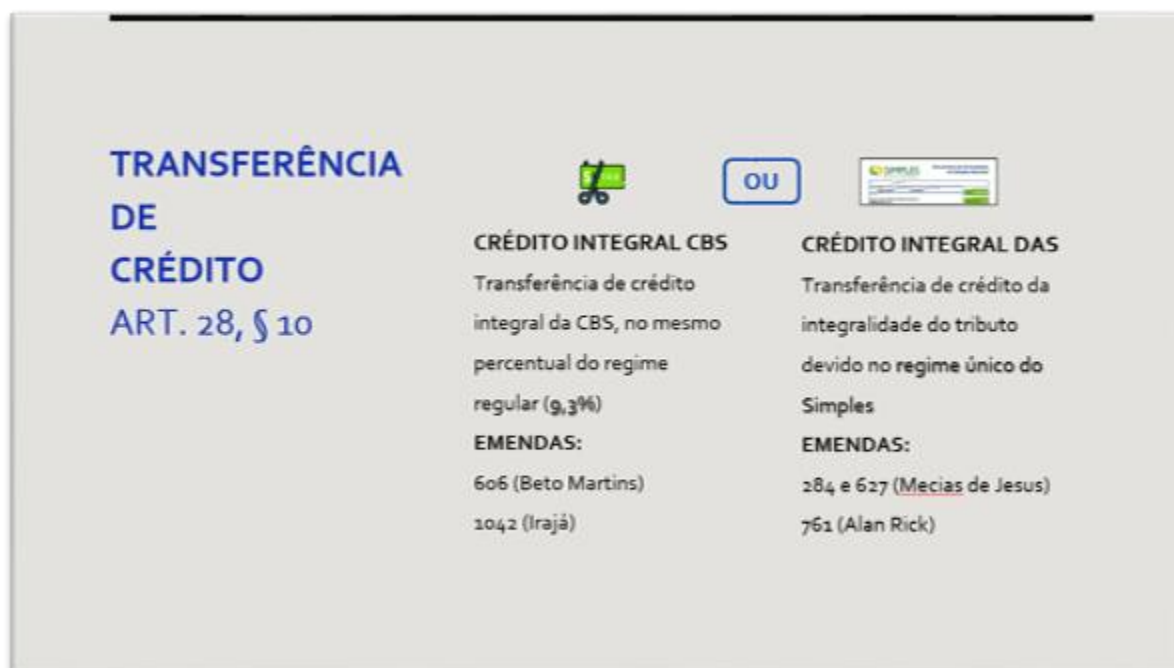 TRANSFERÊNCIA
DE
CRÉDITO
ART. 28, § 10
OU
CRÉDITO INTEGRAL CBS
Transferência de crédito
integral da CBS, no mesmo
percentual do regime
regular (9,3%)
EMENDAS:
606 (Beto Martins)
1042 (Irajá)
SIMPLES
CRÉDITO INTEGRAL DAS
Transferência de crédito da
integralidade do tributo
devido no regime único do
Simples
EMENDAS:
284 e 627 (Mecias de Jesus)
761 (Alan Rick)